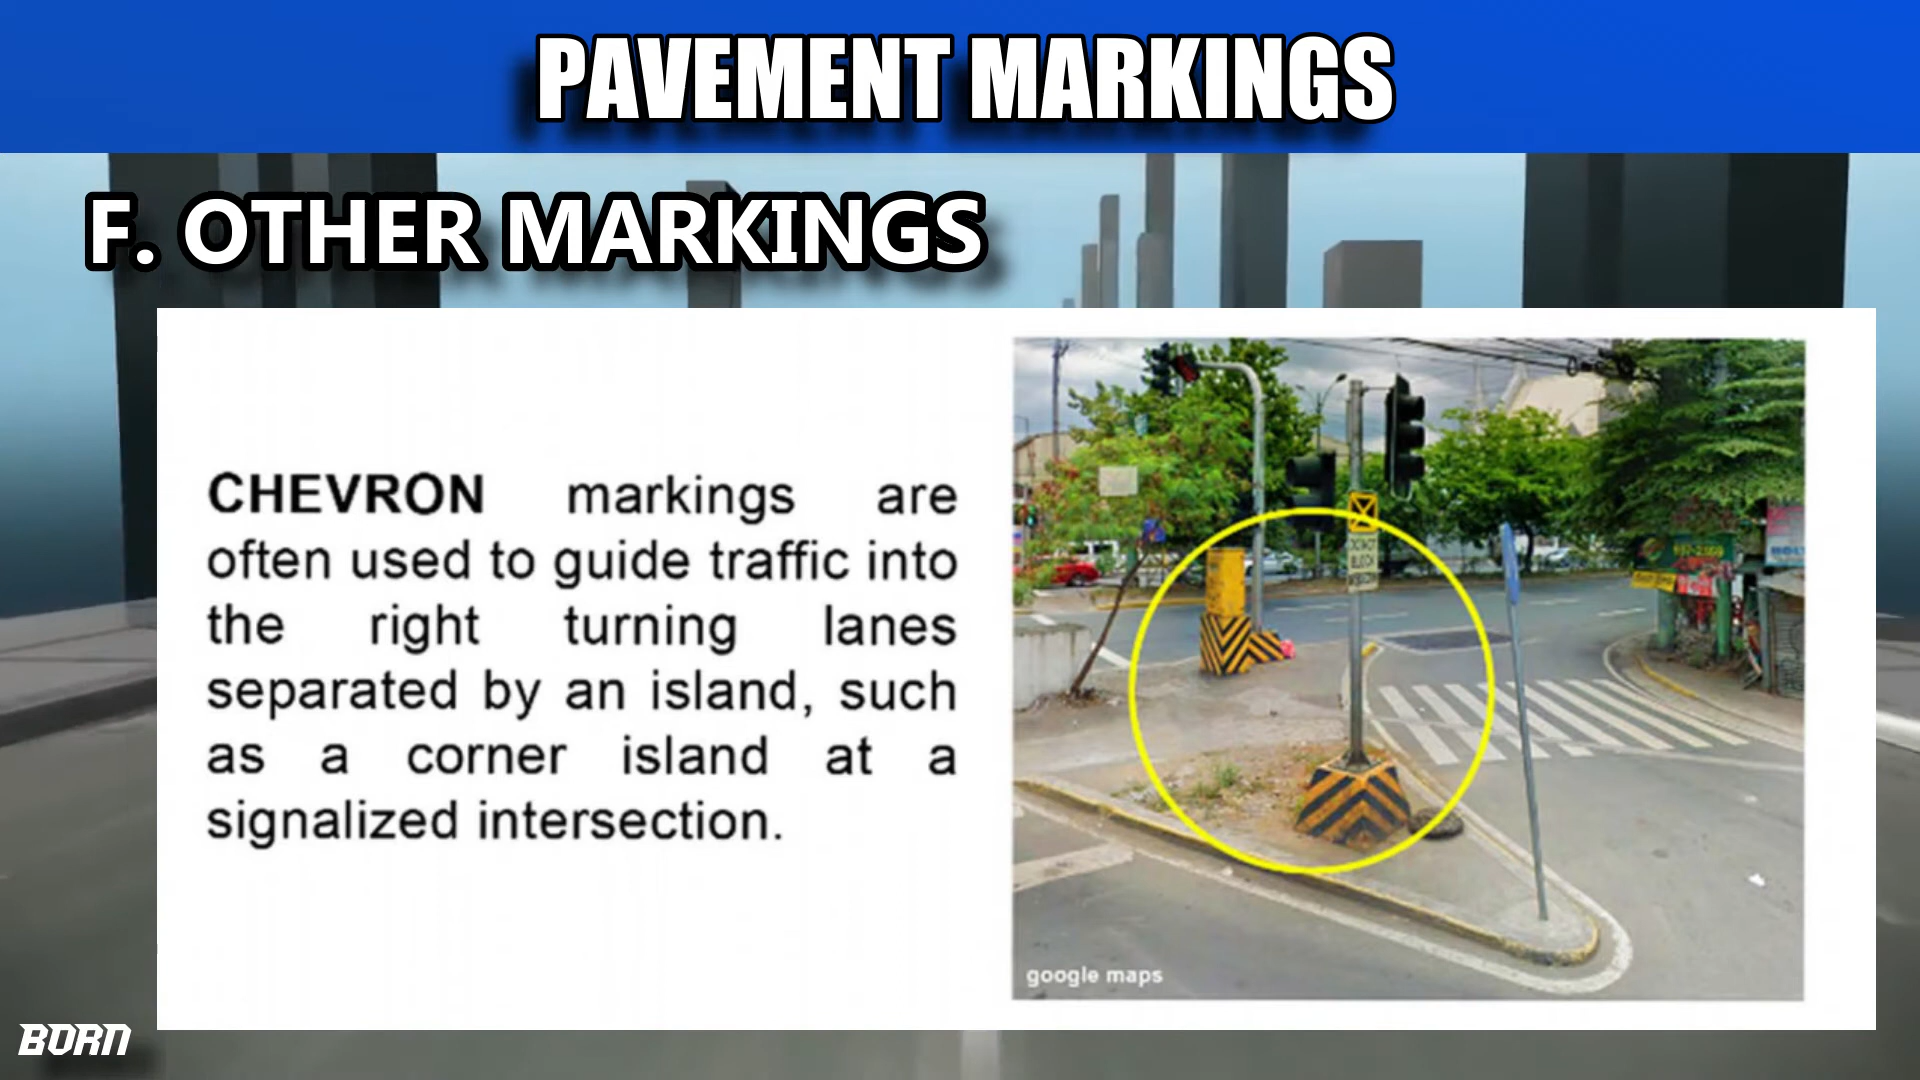 PAVEMENT MARKINGS
F. OTHER MARKINGS
CHEVRON markings are
often used to guide traffic into
the right turning lanes
separated by an island, such
as a corner island at a
signalized intersection.
google maps
BORN